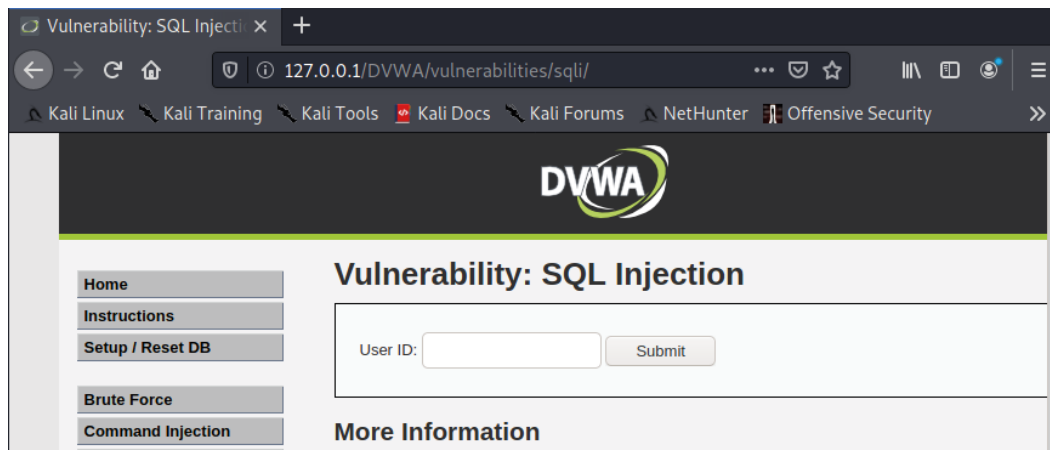 Vulnerability: SQL Injecti
127.0.0.1/DVWA/vulnerabilities/sqli/
Kali Linux Kali Training Kali Tools Kali Docs Kali Forums NetHunter Offensive Security
DVWA
Home
Instructions
Setup / Reset DB
Brute Force
Command Injection
Vulnerability: SQL Injection
User ID:
Submit
More Information